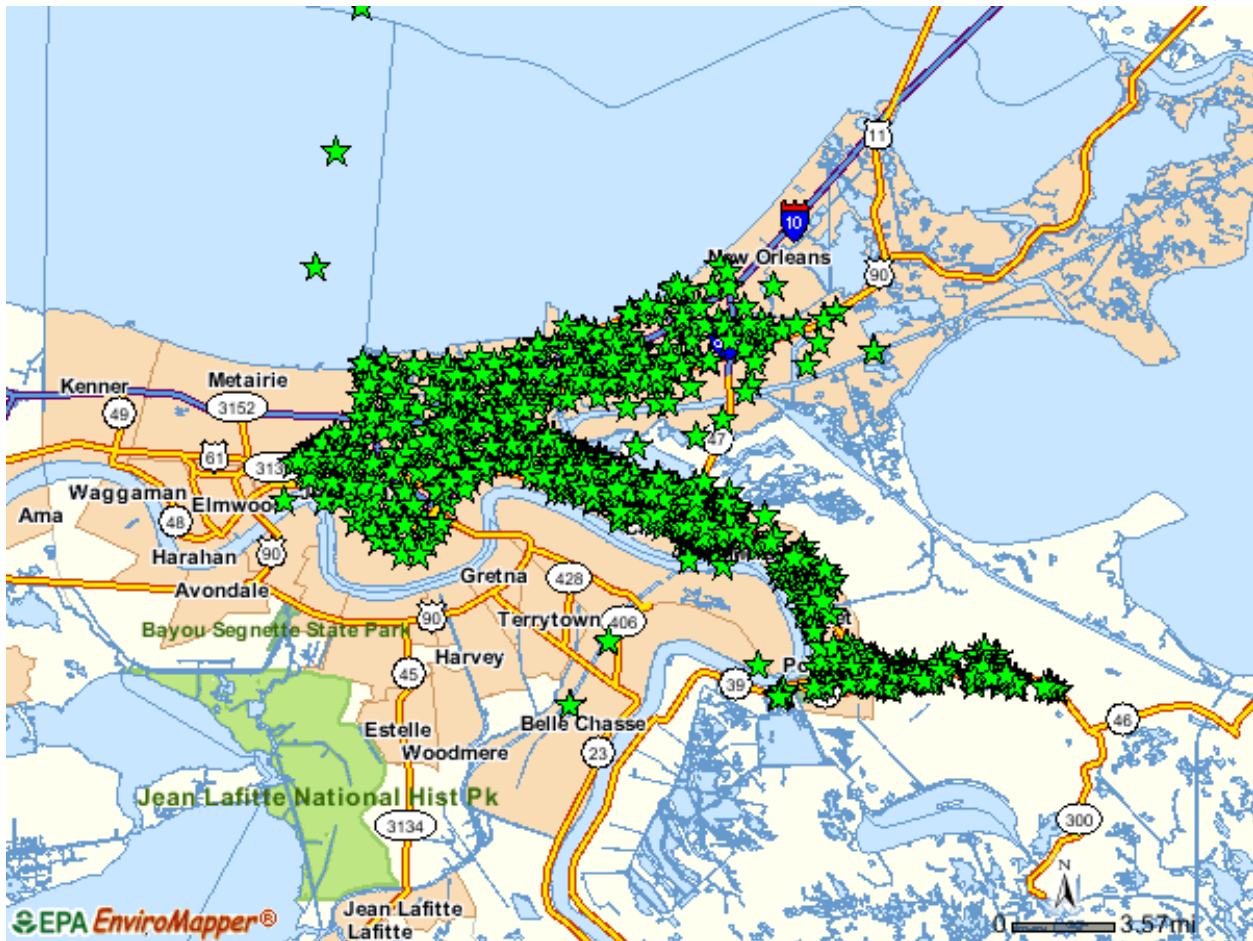 11
10
New Orleans
90
Kenner
Metairie
49
3152
61
313
47
Waggaman
Elmwood
Ama
48
Harahan
90
Avondale
Gretna
428
Terrytown
406
Bayou Segnette State Park
90
Harvey
45
39
Belle Chasse
46
Estelle
Woodmere
23
Jean Lafitte National Hist Pk
3134
300
N
Jean Lafitte
Lafitte
EPA EnviroMapper®
0 3.57mi